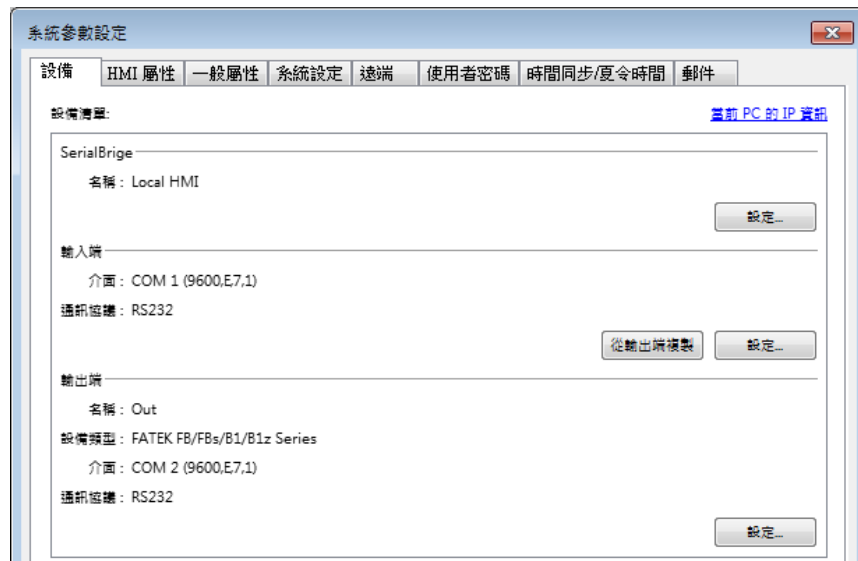 系統參數設定
設備 HMI 屬性 一般屬性 系統設定 遠端 使用者密碼 時間同步/夏令時間 郵件
設備清單: 當前 PC 的 IP 資訊
SerialBrige
名稱 : Local HMI
設定...
輸入端
介面 : COM 1 (9600,E,7,1)
通訊協議 : RS232
從輸出端複製 設定...
輸出端
名稱 : Out
設備類型 : FATEK FB/FBs/B1/B1z Series
介面 : COM 2 (9600,E,7,1)
通訊協議 : RS232
設定...